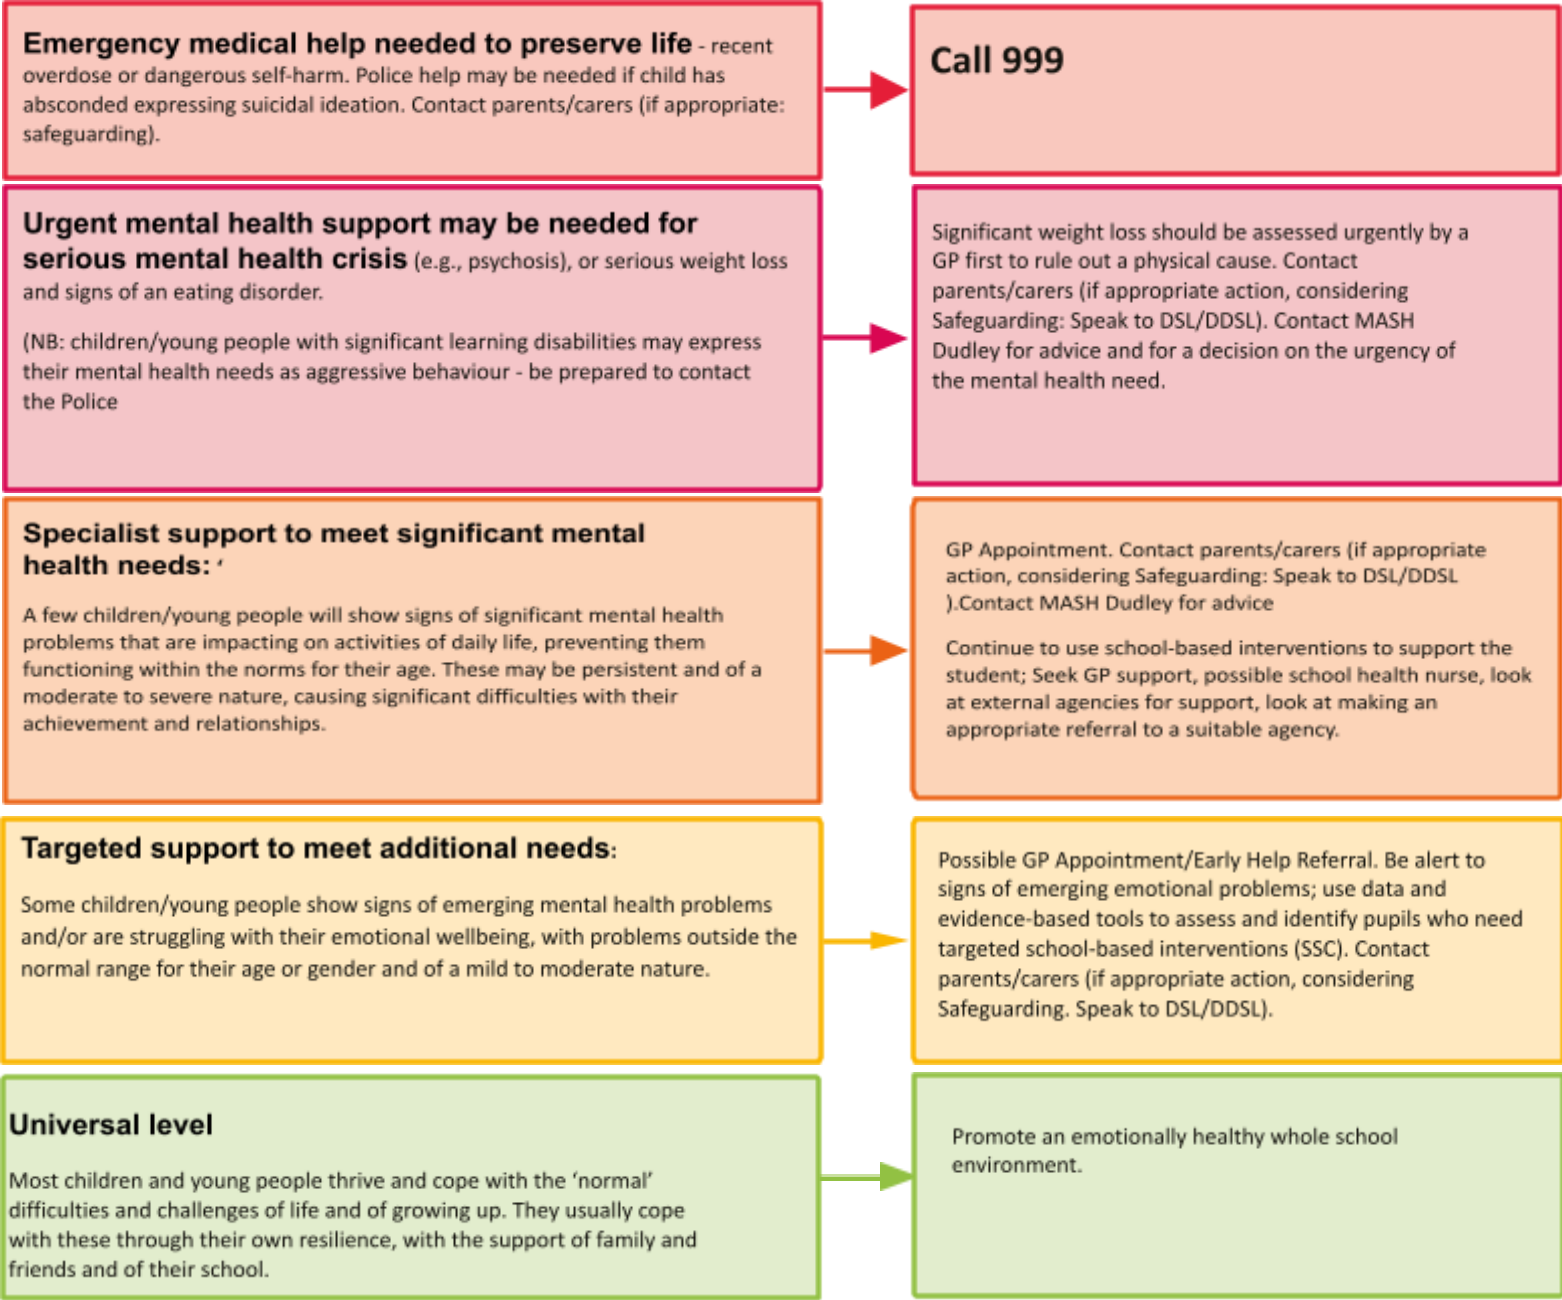 Emergency medical help needed to preserve life - recent
overdose or dangerous self-harm. Police help may be needed if child has
absconded expressing suicidal ideation. Contact parents/carers (if appropriate:
safeguarding).
Call 999
Urgent mental health support may be needed for
serious mental health crisis (e.g., psychosis), or serious weight loss
and signs of an eating disorder.
(NB: children/young people with significant learning disabilities may express
their mental health needs as aggressive behaviour - be prepared to contact
the Police
Significant weight loss should be assessed urgently by a
GP first to rule out a physical cause. Contact
parents/carers (if appropriate action, considering
Safeguarding: Speak to DSL/DDSL). Contact MASH
Dudley for advice and for a decision on the urgency of
the mental health need.
Specialist support to meet significant mental
health needs: ‘
A few children/young people will show signs of significant mental health
problems that are impacting on activities of daily life, preventing them
functioning within the norms for their age. These may be persistent and of a
moderate to severe nature, causing significant difficulties with their
achievement and relationships.
GP Appointment. Contact parents/carers (if appropriate
action, considering Safeguarding: Speak to DSL/DDSL
).Contact MASH Dudley for advice
Continue to use school-based interventions to support the
student; Seek GP support, possible school health nurse, look
at external agencies for support, look at making an
appropriate referral to a suitable agency.
Targeted support to meet additional needs:
Some children/young people show signs of emerging mental health problems
and/or are struggling with their emotional wellbeing, with problems outside the
normal range for their age or gender and of a mild to moderate nature.
Possible GP Appointment/Early Help Referral. Be alert to
signs of emerging emotional problems; use data and
evidence-based tools to assess and identify pupils who need
targeted school-based interventions (SSC). Contact
parents/carers (if appropriate action, considering
Safeguarding. Speak to DSL/DDSL).
Universal level
Most children and young people thrive and cope with the ‘normal’
difficulties and challenges of life and of growing up. They usually cope
with these through their own resilience, with the support of family and
friends and of their school.
Promote an emotionally healthy whole school
environment.